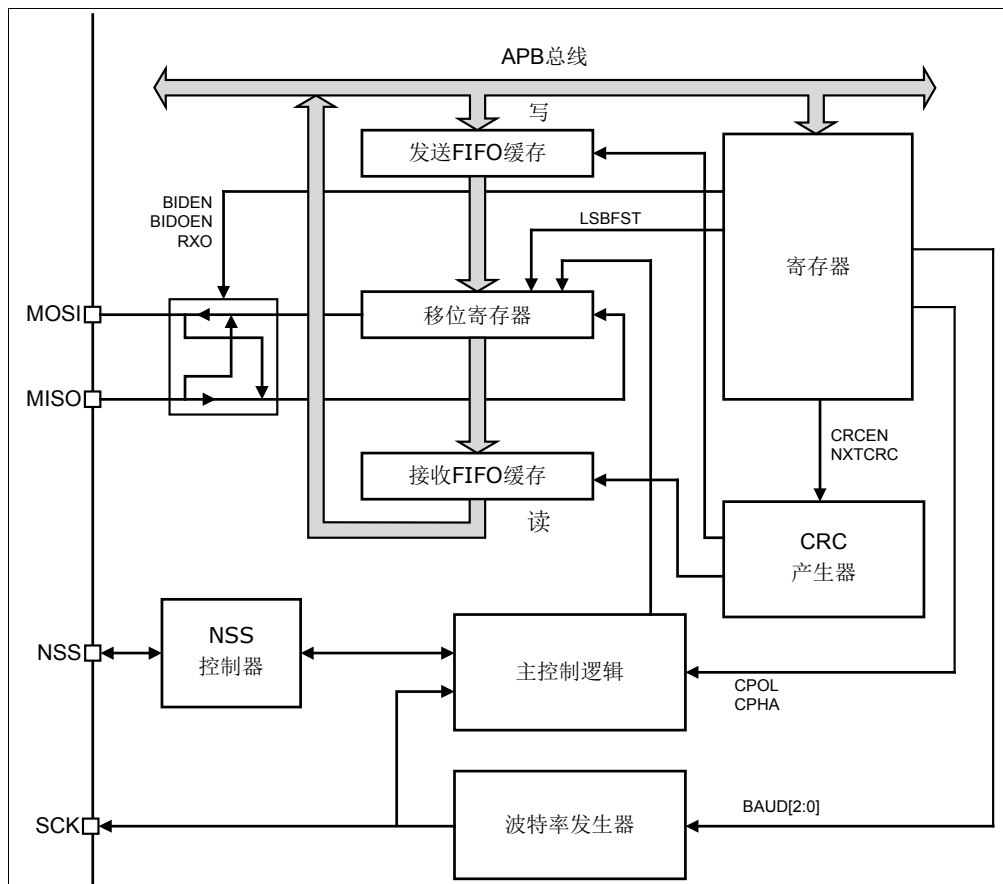 APB总线
写
发送FIFO缓存
BIDEN
BIDOEN
RXO
LSBFST
寄存器
MOSI
移位寄存器
MISO
CRCEN
NXTCRC
接收FIFO缓存
读
CRC
产生器
NSS
NSS
控制器
主控制逻辑
CPOL
CPHA
SCK
波特率发生器
BAUD[2:0]